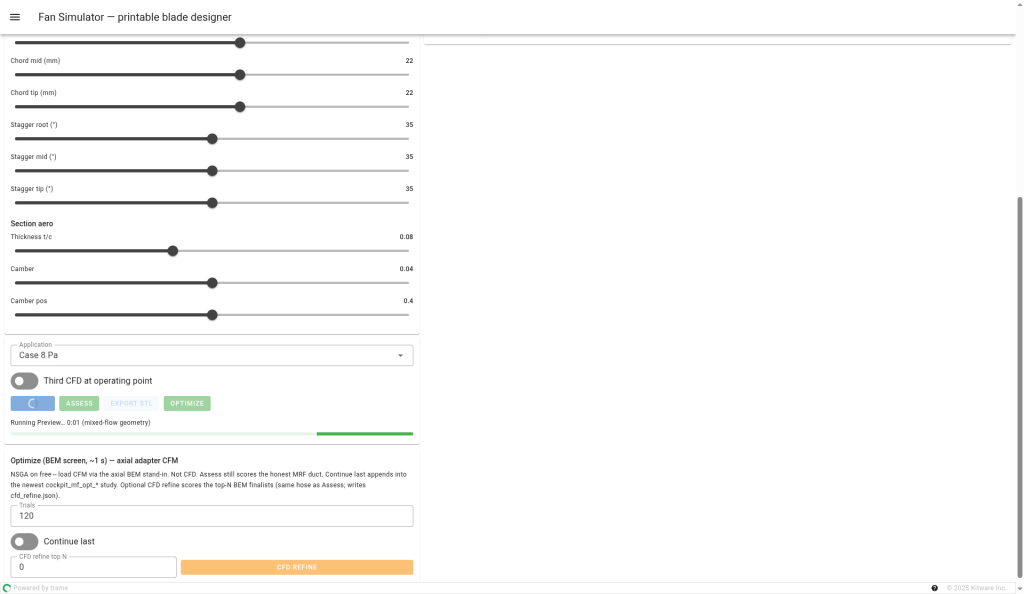 Fan Simulator — printable blade designer
Chord mid (mm) 22
Chord tip (mm) 22
Stagger root (°) 35
Stagger mid (°) 35
Stagger tip (°) 35
Section aero
Thickness t/c 0.08
Camber 0.04
Camber pos 0.4
Application
Case 8 Pa
Third CFD at operating point
ASSESS EXPORT STL OPTIMIZE
Running Preview... 0:01 (mixed-flow geometry)
Optimize (BEM screen, ~1 s) — axial adapter CFM
NSGA on free-load CFM via the axial BEM stand-in. Not CFD. Assess still scores the honest MRF duct. Continue last appends into
the newest cockpit_mf_opt_* study. Optional CFD refine scores the top-N BEM finalists (same hose as Assess; writes
cfd_refine.json).
Trials
120
Continue last
CFD refine top N
0
CFD REFINE
Powered by trame
© 2025 Kitware Inc.